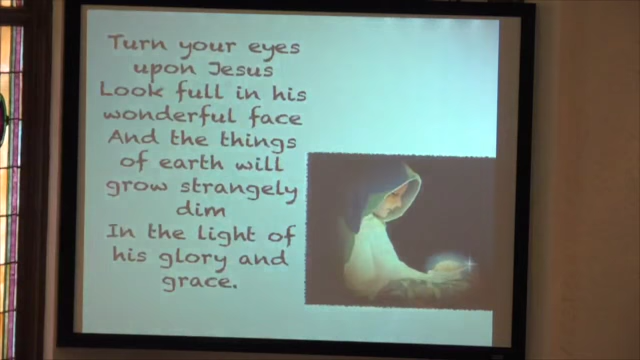 Turn your eyes
upon Jesus
Look full in his
wonderful face
And the things
of earth will
grow strangely
dim
In the light of
his glory and
grace.